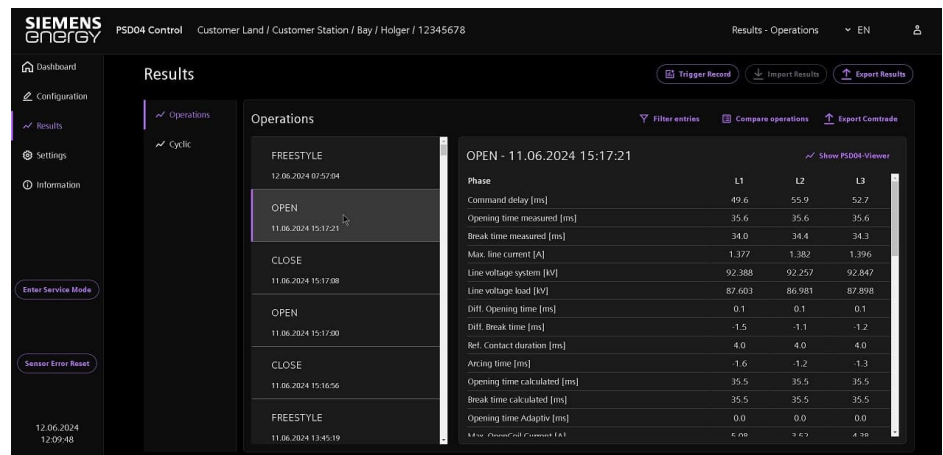 SIEMENS
energy
PSD04 Control Customer Land / Customer Station / Bay / Holger / 12345678 Results - Operations EN
Dashboard
Configuration
Results
Settings
Information
Enter Service Mode
Sensor Error Reset
12.06.2024
12:09:48
Results
Trigger Record Import Results Export Results
Operations
Cyclic
Operations
Filter entries Compare operations Export Comtrade
FREESTYLE
12.06.2024 07:57:04
OPEN
11.06.2024 15:17:21
CLOSE
11.06.2024 15:17:08
OPEN
11.06.2024 15:17:00
CLOSE
11.06.2024 15:16:56
FREESTYLE
11.06.2024 13:45:19
OPEN - 11.06.2024 15:17:21 Show PSD04-Viewer
Phase L1 L2 L3
Command delay [ms] 49.6 55.9 52.7
Opening time measured [ms] 35.6 35.6 35.6
Break time measured [ms] 34.0 34.4 34.3
Max. line current [A] 1.377 1.382 1.396
Line voltage system [kV] 92.388 92.257 92.847
Line voltage load [kV] 87.603 86.981 87.898
Diff. Opening time [ms] 0.1 0.1 0.1
Diff. Break time [ms] -1.5 -1.1 -1.2
Ref. Contact duration [ms] 4.0 4.0 4.0
Arcing time [ms] -1.6 -1.2 -1.3
Opening time calculated [ms] 35.5 35.5 35.5
Break time calculated [ms] 35.5 35.5 35.5
Opening time Adaptiv [ms] 0.0 0.0 0.0
Max. OpenCoil Current [A] 5.08 3.52 4.38